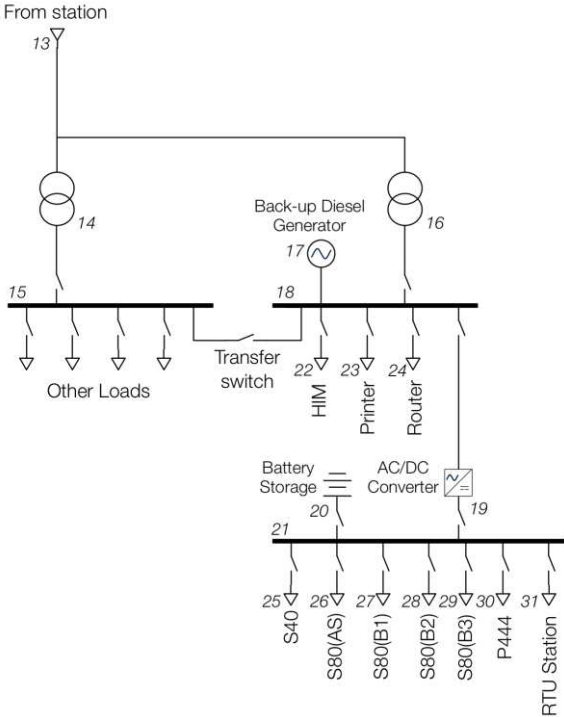 From station
13
14
16
Back-up Diesel
Generator
17
15
18
Transfer
switch
Other Loads
22
HIM
23
Printer
24
Router
Battery
Storage
AC/DC
Converter
20
19
21
25
S40
26
S80(AS)
27
S80(B1)
28
S80(B2)
29
S80(B3)
30
P444
31
RTU Station